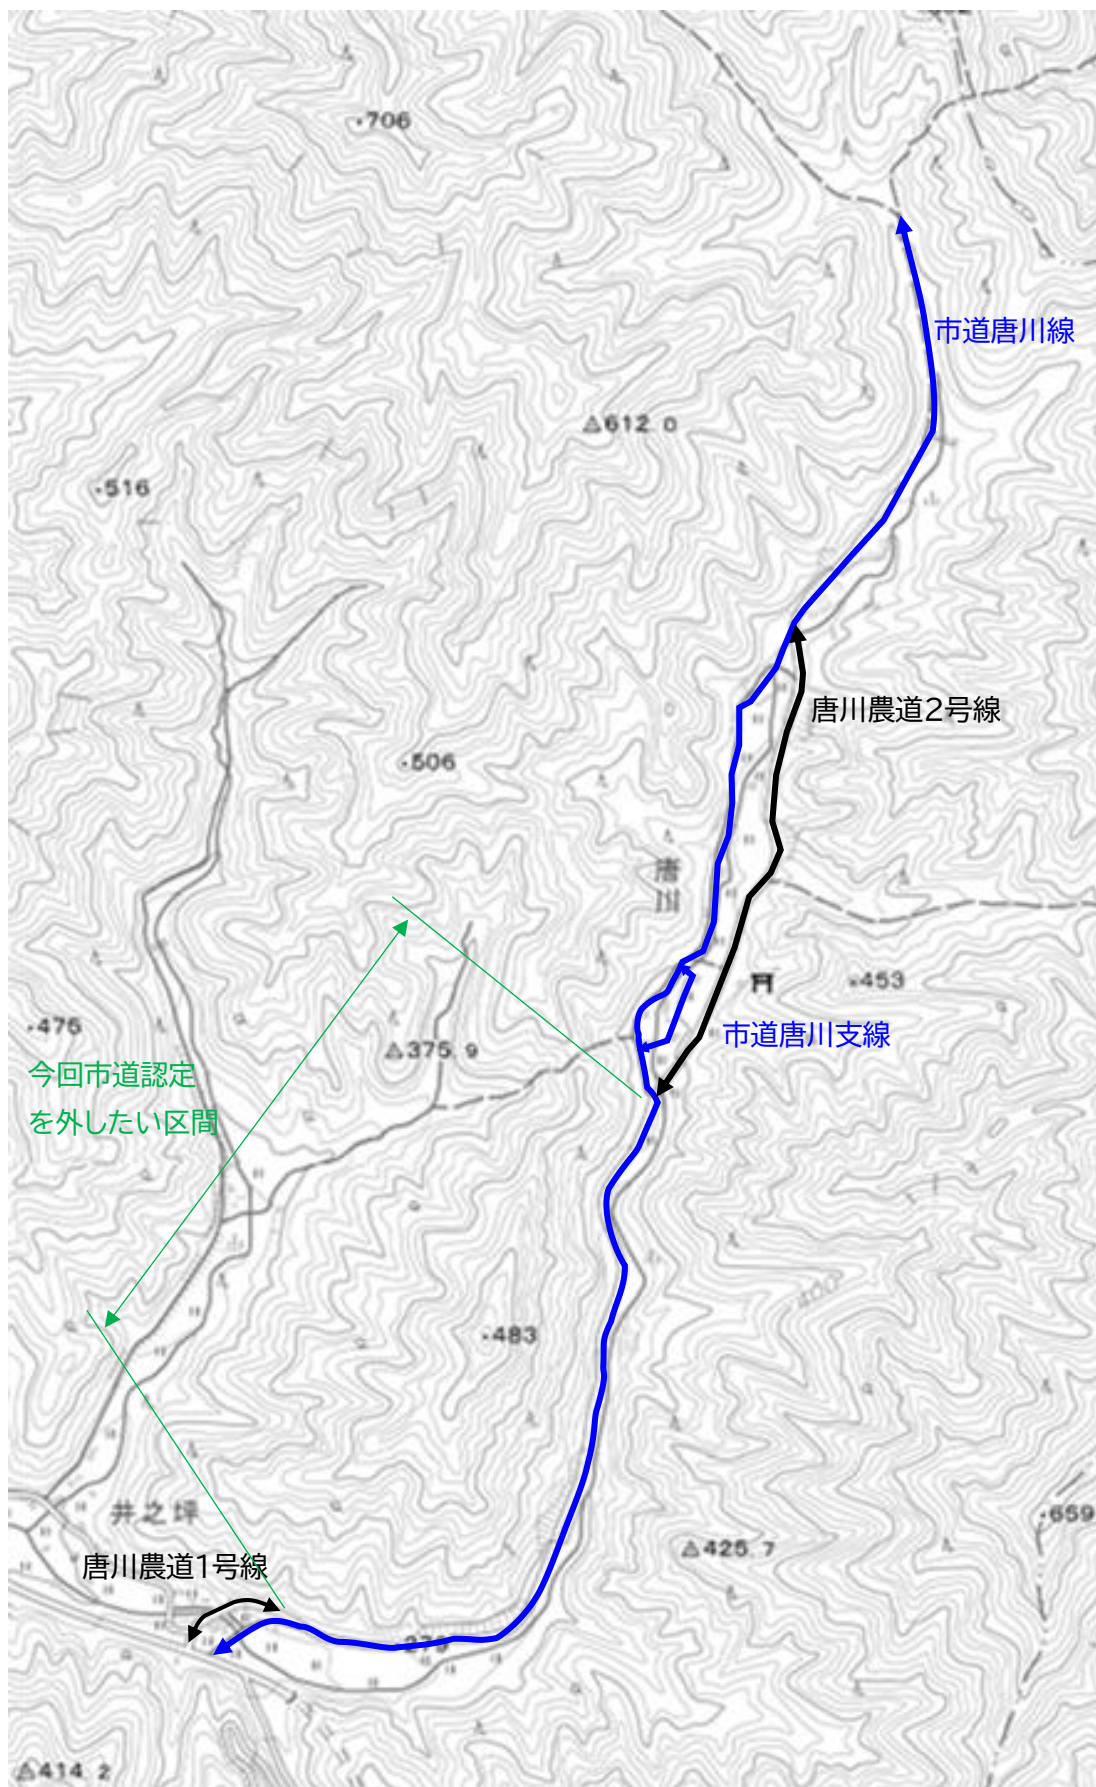 ・706
市道唐川線
△612.0
・516
唐川農道2号線
・506
唐川
・453
・475
市道唐川支線
△375.9
今回市道認定
を外したい区間
・483
井之坪
・659
△425.7
唐川農道1号線
279
△414.2